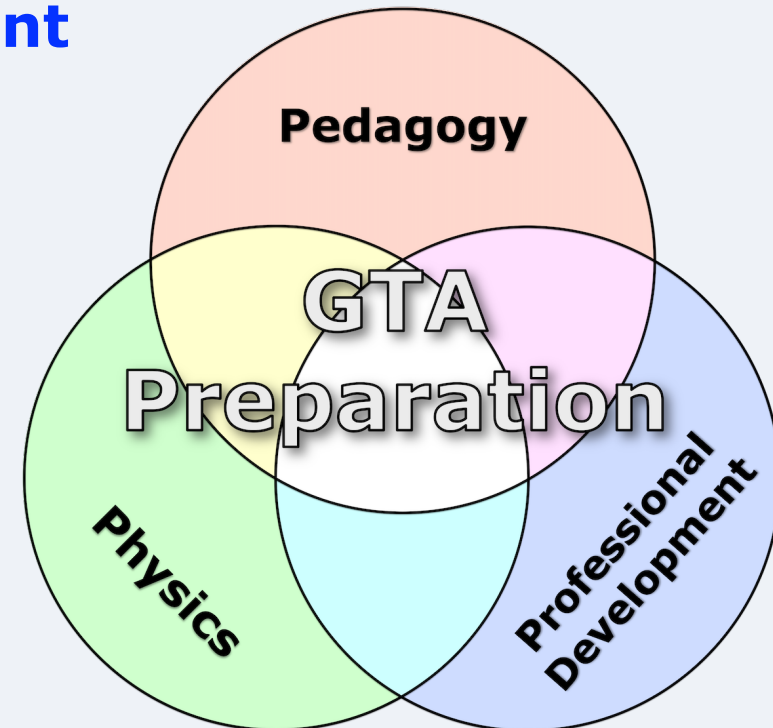 nt
Pedagogy
GTA
Preparation
Physics
Professional
Development